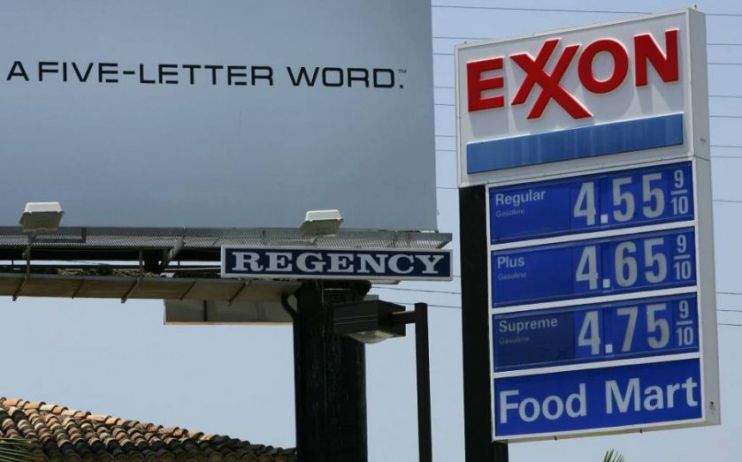 A FIVE-LETTER WORD.™
REGENCY
EXXON
Regular
Gasoline
4.55 9/10
Plus
Gasoline
4.65 9/10
Supreme
Gasoline
4.75 9/10
Food Mart